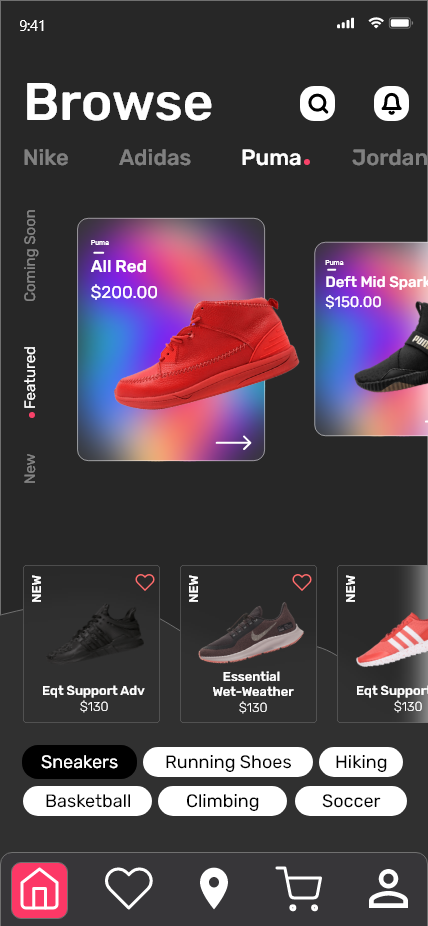 9:41
Browse
Nike Adidas Puma. Jordan
Coming Soon
Featured
New
Puma
All Red
$200.00
Puma
Deft Mid Spark
$150.00
NEW
Eqt Support Adv
$130
NEW
Essential
Wet-Weather
$130
NEW
Eqt Support
$130
Sneakers Running Shoes Hiking
Basketball Climbing Soccer